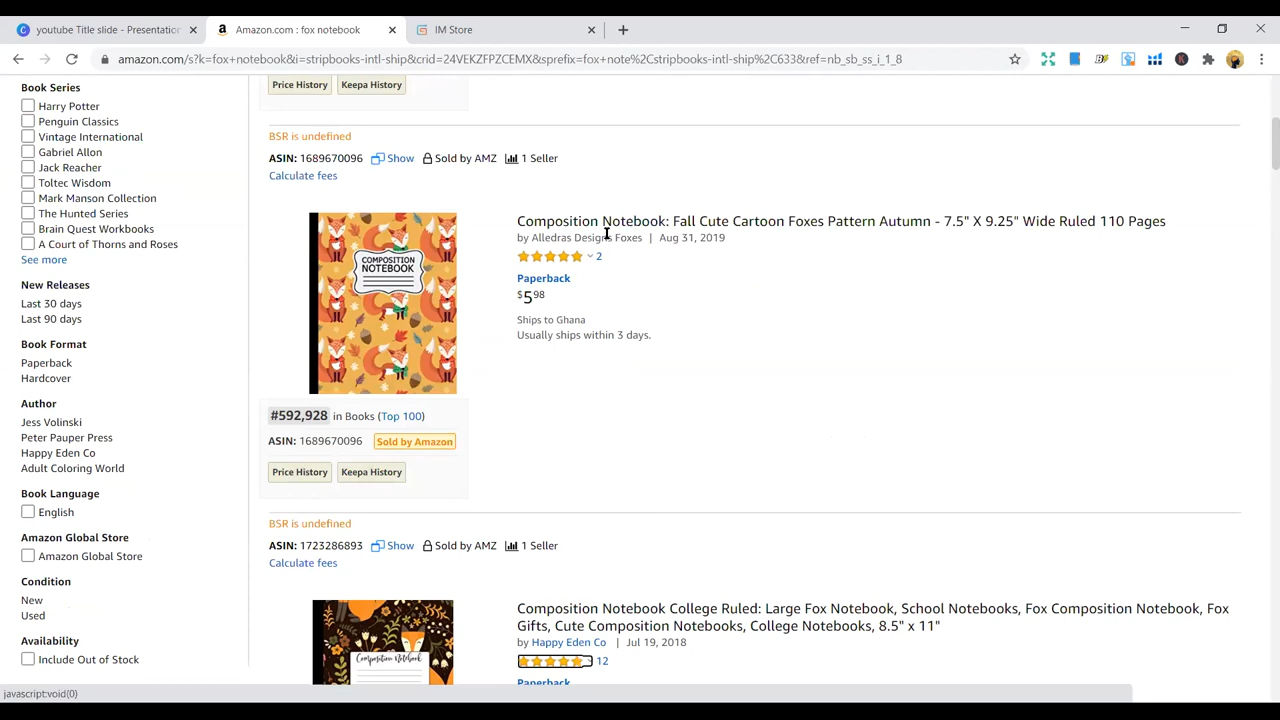 youtube Title slide - Presentation
Amazon.com : fox notebook
IM Store
amazon.com/s?k=fox+notebook&i=stripbooks-intl-ship&crid=2WEKZFPZCEMX&sprefix=fox+note%2Cstripbooks-intl-ship%2C633&ref=nb_sb_ss_i_1_8
Book Series
Harry Potter
Penguin Classics
Vintage International
Gabriel Allon
Jack Reacher
Toltec Wisdom
Mark Manson Collection
The Hunted Series
Brain Quest Workbooks
A Court of Thorns and Roses
See more
New Releases
Last 30 days
Last 90 days
Book Format
Paperback
Hardcover
Author
Jess Volinski
Peter Pauper Press
Happy Eden Co
Adult Coloring World
Book Language
English
Amazon Global Store
Amazon Global Store
Condition
New
Used
Availability
Include Out of Stock
javascript:void(0)
Price History Keepa History
BSR is undefined
ASIN: 1689670096 Show Sold by AMZ 1 Seller
Calculate fees
COMPOSITION
NOTEBOOK
Composition Notebook: Fall Cute Cartoon Foxes Pattern Autumn - 7.5" X 9.25" Wide Ruled 110 Pages
by Alledras Designs Foxes | Aug 31, 2019
2
Paperback
$5 98
Ships to Ghana
Usually ships within 3 days.
#592,928 in Books (Top 100)
ASIN: 1689670096 Sold by Amazon
Price History Keepa History
BSR is undefined
ASIN: 1723286893 Show Sold by AMZ 1 Seller
Calculate fees
Composition Notebook
Composition Notebook College Ruled: Large Fox Notebook, School Notebooks, Fox Composition Notebook, Fox
Gifts, Cute Composition Notebooks, College Notebooks, 8.5" x 11"
by Happy Eden Co | Jul 19, 2018
12
Paperback